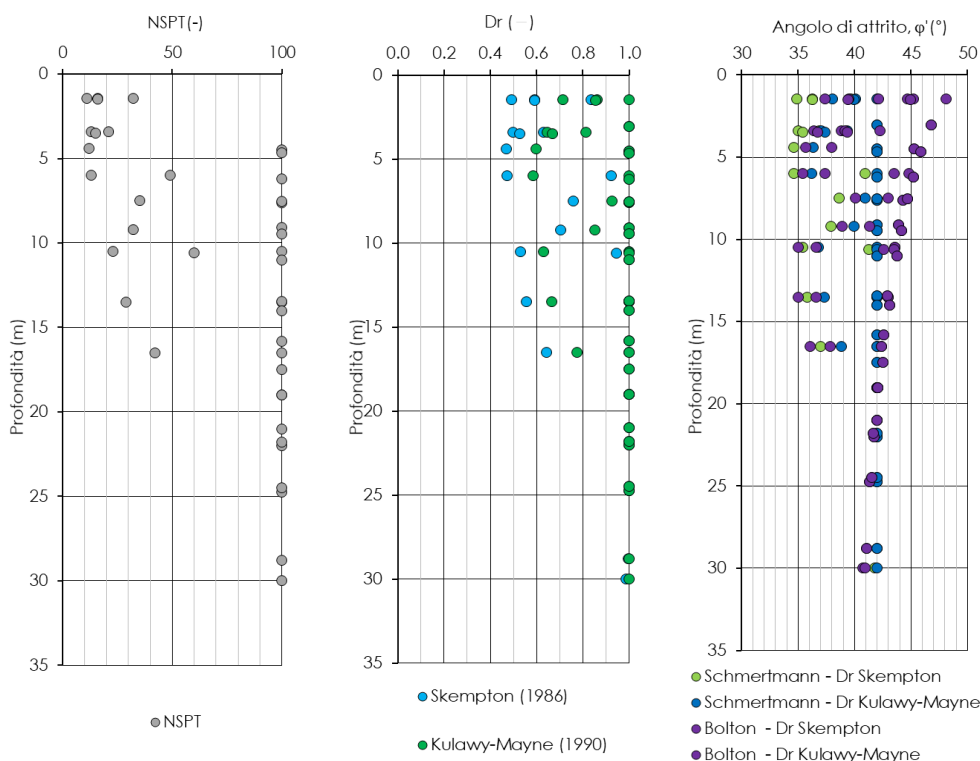 NSPT(-)
0 50 100
0
5
10
15
20
25
30
35
Profondità (m)
NSPT
Dr (—)
0.0 0.2 0.4 0.6 0.8 1.0
0
5
10
15
20
25
30
35
Profondità (m)
Skempton (1986)
Kulawy-Mayne (1990)
Angolo di attrito, φ'(°)
30 35 40 45 50
0
5
10
15
20
25
30
35
Profondità (m)
Schmertmann - Dr Skempton
Schmertmann - Dr Kulawy-Mayne
Bolton - Dr Skempton
Bolton - Dr Kulawy-Mayne